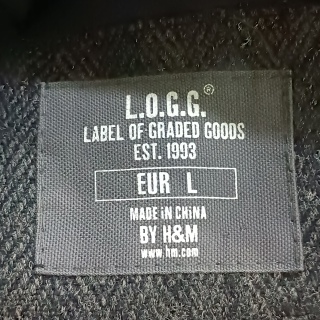 L.O.G.G.®
LABEL OF GRADED GOODS
EST. 1993
EUR L
MADE IN CHINA
BY H&M
www.hm.com